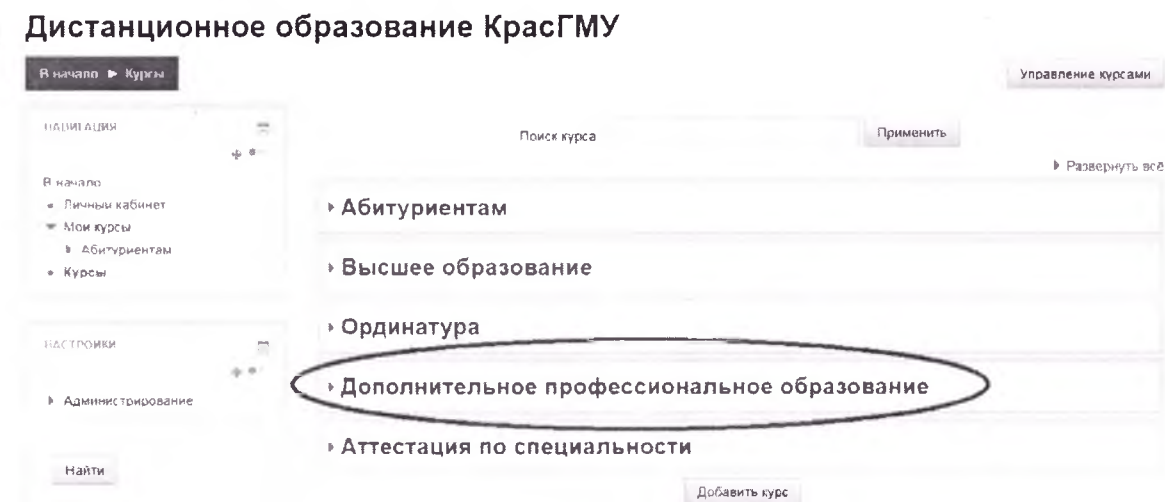 Дистанционное образование КрасГМУ
В начало ► Курсы
Управление курсами
НАВИГАЦИЯ
Поиск курса
Применить
Развернуть всё
В начало
Личный кабинет
Мои курсы
Абитуриентам
Курсы
Абитуриентам
Высшее образование
Ординатура
Дополнительное профессиональное образование
Аттестация по специальности
НАСТРОЙКИ
Администрирование
Найти
Добавить курс